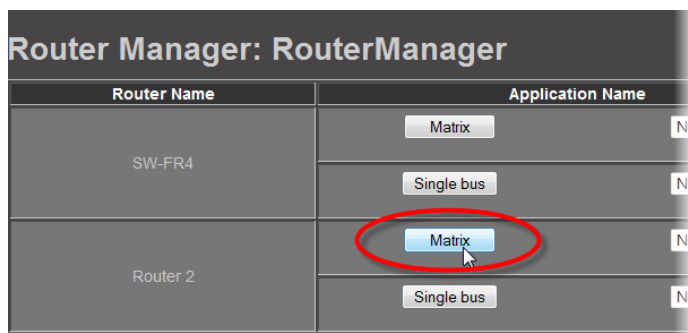 Router Manager: RouterManager
Router Name Application Name
SW-FR4
Matrix N
Single bus N
Router 2
Matrix N
Single bus N